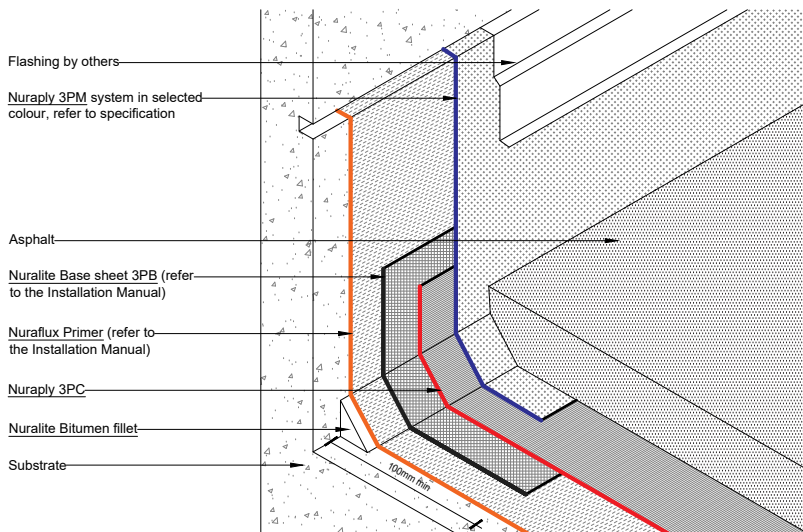 Flashing by others
Nuraply 3PM system in selected
colour, refer to specification
Asphalt
Nuralite Base sheet 3PB (refer
to the Installation Manual)
Nuraflux Primer (refer to
the Installation Manual)
Nuraply 3PC
Nuralite Bitumen fillet
Substrate
100mm min